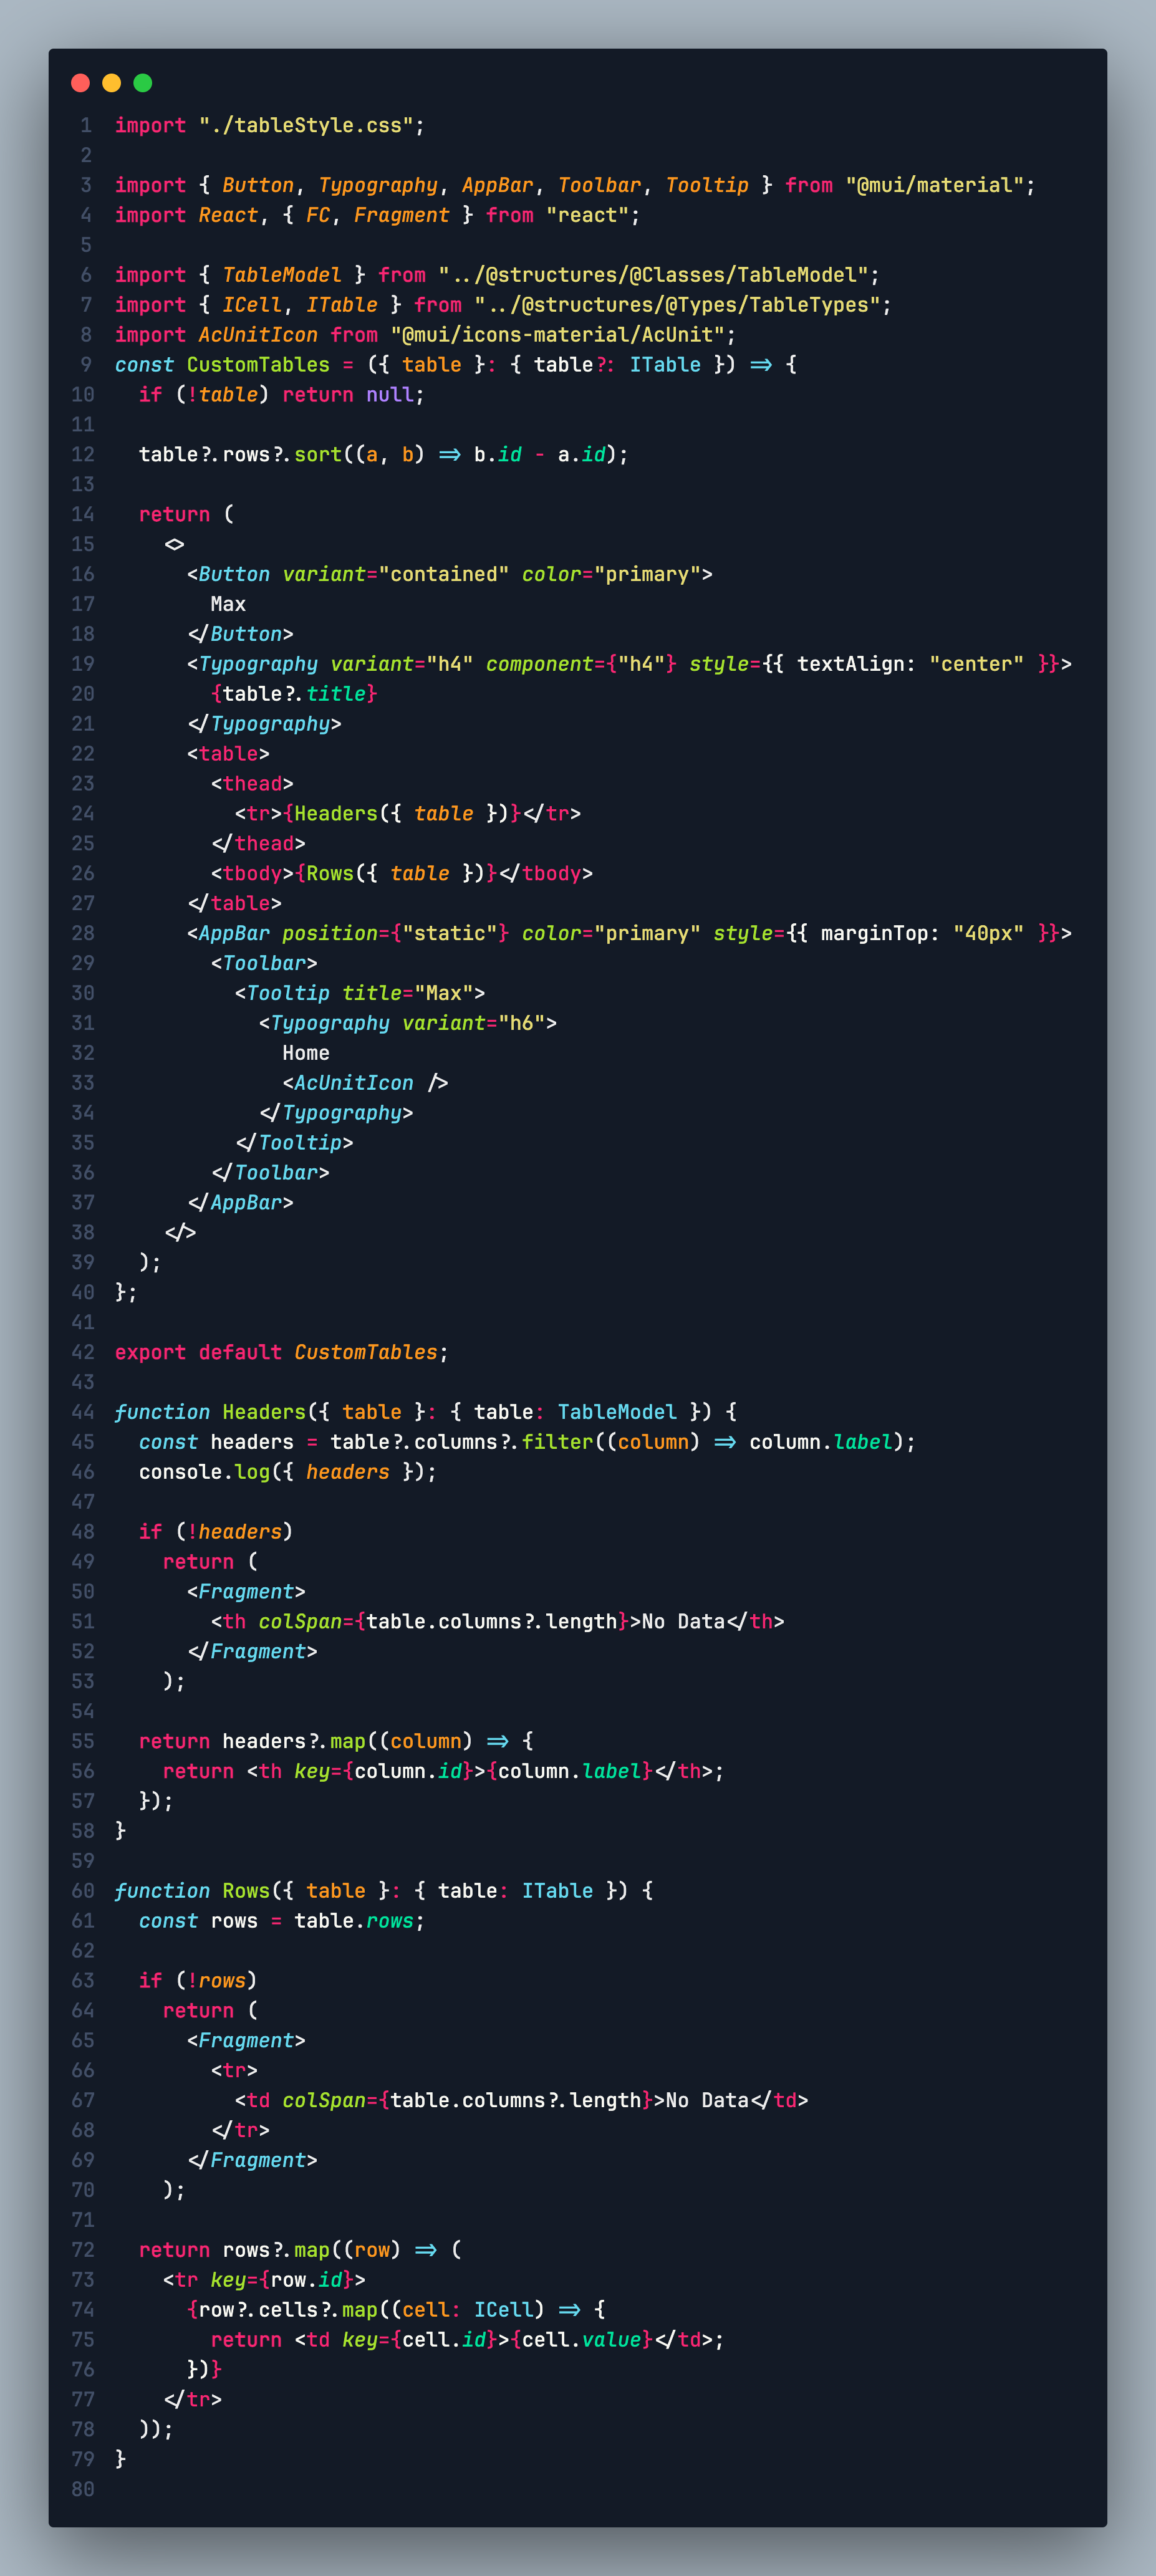 1 import "./tableStyle.css";
2
3 import { Button, Typography, AppBar, Toolbar, Tooltip } from "@mui/material";
4 import React, { FC, Fragment } from "react";
5
6 import { TableModel } from "../@structures/@Classes/TableModel";
7 import { ICell, ITable } from "../@structures/@Types/TableTypes";
8 import AcUnitIcon from "@mui/icons-material/AcUnit";
9 const CustomTables = ({ table }: { table?: ITable }) => {
10   if (!table) return null;
11
12   table?.rows?.sort((a, b) => b.id - a.id);
13
14   return (
15     <>
16       <Button variant="contained" color="primary">
17         Max
18       </Button>
19       <Typography variant="h4" component={"h4"} style={{ textAlign: "center" }}>
20         {table?.title}
21       </Typography>
22       <table>
23         <thead>
24           <tr>{Headers({ table })}</tr>
25         </thead>
26         <tbody>{Rows({ table })}</tbody>
27       </table>
28       <AppBar position={"static"} color="primary" style={{ marginTop: "40px" }}>
29         <Toolbar>
30           <Tooltip title="Max">
31             <Typography variant="h6">
32               Home
33               <AcUnitIcon />
34             </Typography>
35           </Tooltip>
36         </Toolbar>
37       </AppBar>
38     </>
39   );
40 };
41
42 export default CustomTables;
43
44 function Headers({ table }: { table: TableModel }) {
45   const headers = table?.columns?.filter((column) => column.label);
46   console.log({ headers });
47
48   if (!headers)
49     return (
50       <Fragment>
51         <th colSpan={table.columns?.length}>No Data</th>
52       </Fragment>
53     );
54
55   return headers?.map((column) => {
56     return <th key={column.id}>{column.label}</th>;
57   });
58 }
59
60 function Rows({ table }: { table: ITable }) {
61   const rows = table.rows;
62
63   if (!rows)
64     return (
65       <Fragment>
66         <tr>
67           <td colSpan={table.columns?.length}>No Data</td>
68         </tr>
69       </Fragment>
70     );
71
72   return rows?.map((row) => (
73     <tr key={row.id}>
74       {row?.cells?.map((cell: ICell) => {
75         return <td key={cell.id}>{cell.value}</td>;
76       })}
77     </tr>
78   ));
79 }
80